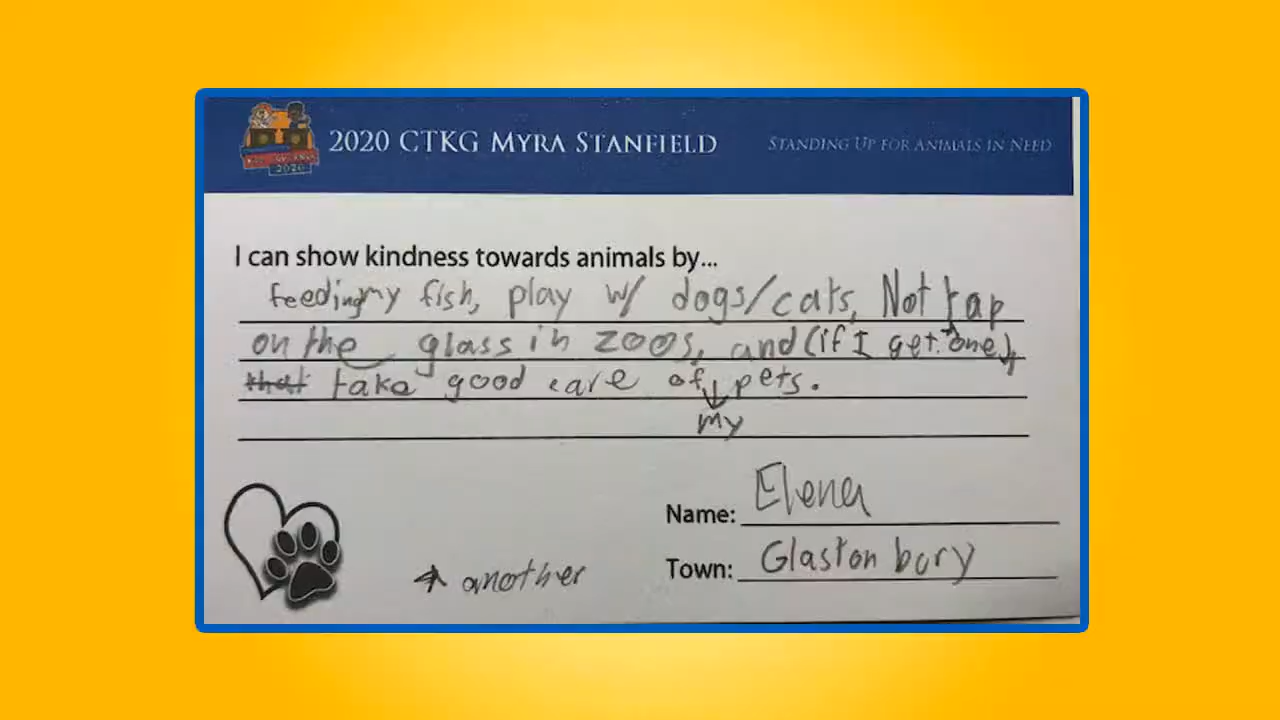 2020 CTKG MYRA STANFIELD
STANDING UP FOR ANIMALS IN NEED
2020
I can show kindness towards animals by...
feeding my fish, play w/ dogs/cats, Not tap
on the glass in zoos, and (if I get *one),
that take good care of pets.
my
Name: Elena
Town: Glastonbury
* another